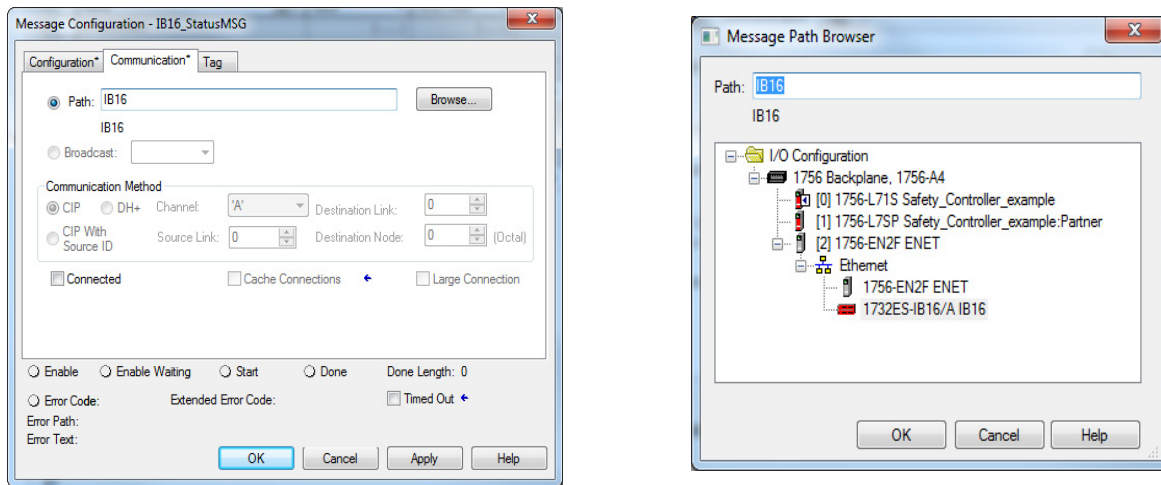 Message Configuration - IB16_StatusMSG
Configuration* Communication* Tag
Path: IB16 Browse...
IB16
Broadcast:
Communication Method
CIP DH+ Channel: 'A' Destination Link: 0
CIP With Source ID Source Link: 0 Destination Node: 0 (Octal)
Connected Cache Connections Large Connection
Enable Enable Waiting Start Done Done Length: 0
Error Code: Extended Error Code: Timed Out
Error Path:
Error Text:
OK Cancel Apply Help
Message Path Browser
Path: IB16
IB16
I/O Configuration
1756 Backplane, 1756-A4
[0] 1756-L71S Safety_Controller_example
[1] 1756-L7SP Safety_Controller_example:Partner
[2] 1756-EN2F ENET
Ethernet
1756-EN2F ENET
1732ES-IB16/A IB16
OK Cancel Help